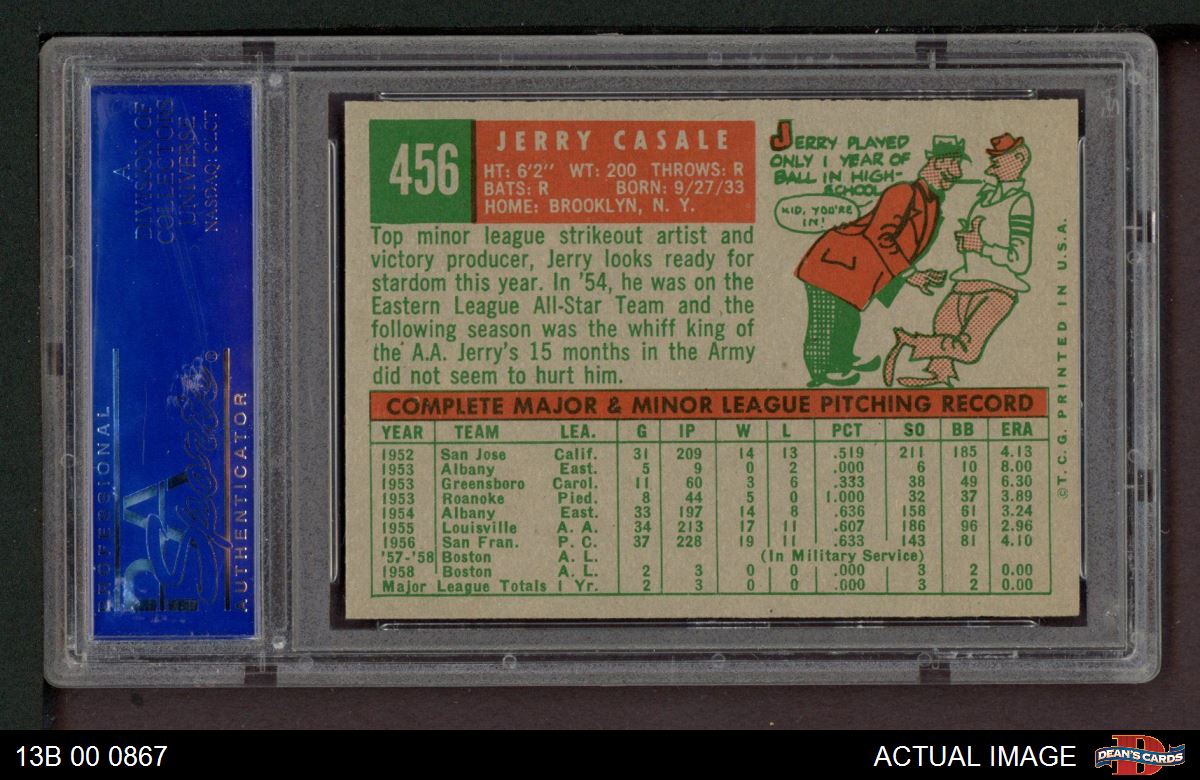 A
DIVISION OF
COLLECTORS
UNIVERSE
NASDAQ: CLCT
PROFESSIONAL
PSA
Sports
AUTHENTICATOR
456
JERRY CASALE
HT: 6'2" WT: 200 THROWS: R
BATS: R BORN: 9/27/33
HOME: BROOKLYN, N. Y.
Top minor league strikeout artist and
victory producer, Jerry looks ready for
stardom this year. In '54, he was on the
Eastern League All-Star Team and the
following season was the whiff king of
the A.A. Jerry's 15 months in the Army
did not seem to hurt him.
JERRY PLAYED
ONLY 1 YEAR OF
BALL IN HIGH-
SCHOOL
KID, YOU'RE
IN!
COMPLETE MAJOR & MINOR LEAGUE PITCHING RECORD
YEAR TEAM LEA. G IP W L PCT SO BB ERA
1952 San Jose Calif. 31 209 14 13 .519 211 185 4.13
1953 Albany East. 5 9 0 2 .000 6 10 8.00
1953 Greensboro Carol. 11 60 3 6 .333 38 49 6.30
1953 Roanoke Pied. 8 44 5 0 1.000 32 37 3.89
1954 Albany East. 33 197 14 8 .636 158 61 3.24
1955 Louisville A. A. 34 213 17 11 .607 186 96 2.96
1956 San Fran. P. C. 37 228 19 11 .633 143 81 4.10
'57-'58 Boston A. L. (In Military Service)
1958 Boston A. L. 2 3 0 0 .000 3 2 0.00
Major League Totals 1 Yr. 2 3 0 0 .000 3 2 0.00
©T. C. G. PRINTED IN U.S.A.
13B 00 0867
ACTUAL IMAGE
DEAN'S CARDS